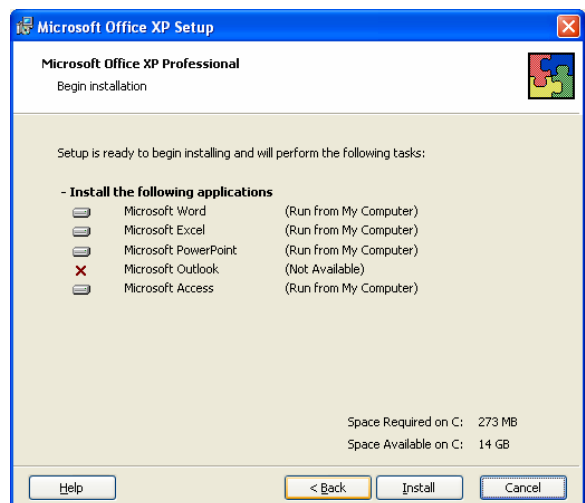 Microsoft Office XP Setup
Microsoft Office XP Professional
Begin installation
Setup is ready to begin installing and will perform the following tasks:
- Install the following applications
Microsoft Word (Run from My Computer)
Microsoft Excel (Run from My Computer)
Microsoft PowerPoint (Run from My Computer)
Microsoft Outlook (Not Available)
Microsoft Access (Run from My Computer)
Space Required on C: 273 MB
Space Available on C: 14 GB
Help < Back Install Cancel